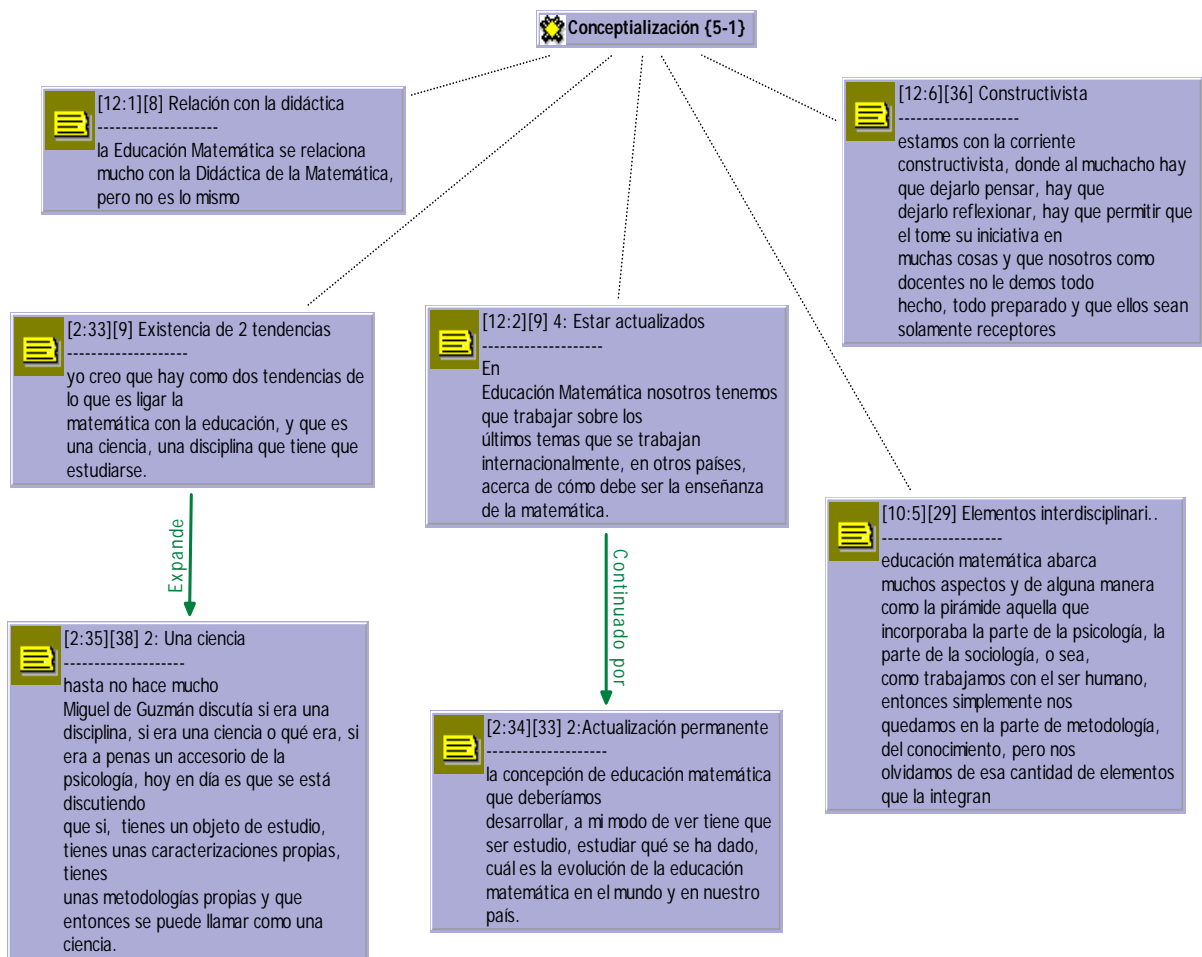 Conceptialización {5-1}
[12:1][8] Relación con la didáctica
--------------------
la Educación Matemática se relaciona
mucho con la Didáctica de la Matemática,
pero no es lo mismo
[12:6][36] Constructivista
--------------------
estamos con la corriente
constructivista, donde al muchacho hay
que dejarlo pensar, hay que
dejarlo reflexionar, hay que permitir que
el tome su iniciativa en
muchas cosas y que nosotros como
docentes no le demos todo
hecho, todo preparado y que ellos sean
solamente receptores
[2:33][9] Existencia de 2 tendencias
--------------------
yo creo que hay como dos tendencias de
lo que es ligar la
matemática con la educación, y que es
una ciencia, una disciplina que tiene que
estudiarse.
[12:2][9] 4: Estar actualizados
--------------------
En
Educación Matemática nosotros tenemos
que trabajar sobre los
últimos temas que se trabajan
internacionalmente, en otros países,
acerca de cómo debe ser la enseñanza
de la matemática.
[10:5][29] Elementos interdisciplinari..
--------------------
educación matemática abarca
muchos aspectos y de alguna manera
como la pirámide aquella que
incorporaba la parte de la psicología, la
parte de la sociología, o sea,
como trabajamos con el ser humano,
entonces simplemente nos
quedamos en la parte de metodología,
del conocimiento, pero nos
olvidamos de esa cantidad de elementos
que la integran
Expande
Continuado por
[2:35][38] 2: Una ciencia
--------------------
hasta no hace mucho
Miguel de Guzmán discutía si era una
disciplina, si era una ciencia o qué era, si
era a penas un accesorio de la
psicología, hoy en día es que se está
discutiendo
que si, tienes un objeto de estudio,
tienes unas caracterizaciones propias,
tienes
unas metodologías propias y que
entonces se puede llamar como una
ciencia.
[2:34][33] 2:Actualización permanente
--------------------
la concepción de educación matemática
que deberíamos
desarrollar, a mi modo de ver tiene que
ser estudio, estudiar qué se ha dado,
cuál es la evolución de la educación
matemática en el mundo y en nuestro
país.